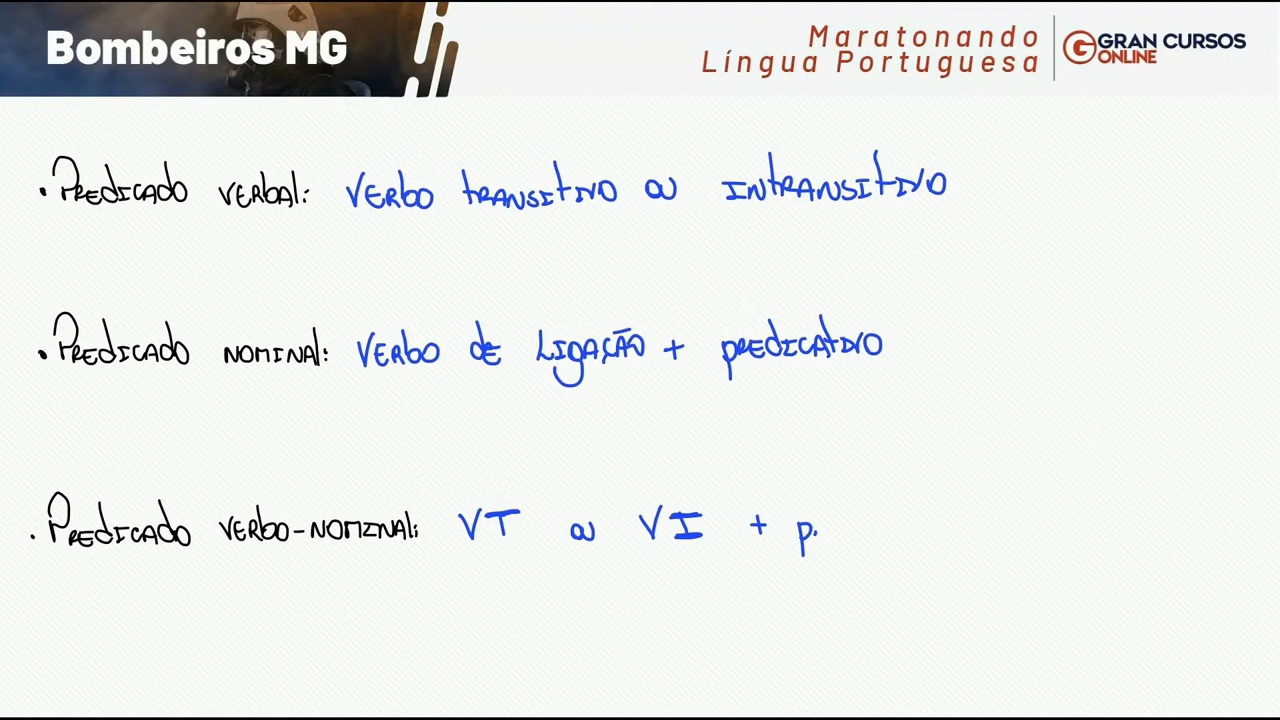 Bombeiros MG
Maratonando
Língua Portuguesa
GRAN CURSOS
ONLINE
• PREdICADO VERbAl: VERbO tRANSItIVO OU INtRANSItIVO
• PREdICADO NOMINAl: VERbO dE LIgAÇÃO + pREdICAtIVO
• PREdICADO VERbO-NOMINAl: VT OU VI + p.